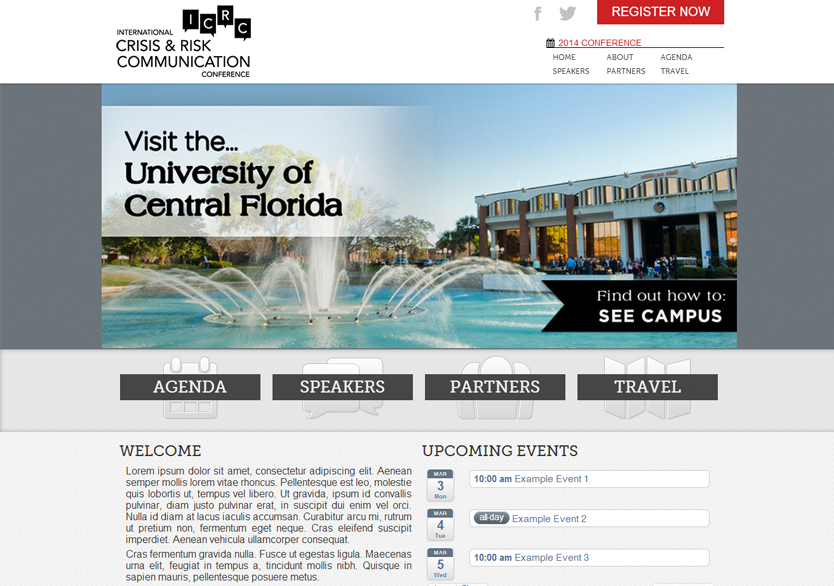 ICRC
INTERNATIONAL
CRISIS & RISK
COMMUNICATION
CONFERENCE
REGISTER NOW
2014 CONFERENCE
HOME ABOUT AGENDA
SPEAKERS PARTNERS TRAVEL
Visit the...
University of
Central Florida
Millican Hall
Find out how to:
SEE CAMPUS
AGENDA SPEAKERS PARTNERS TRAVEL
WELCOME
Lorem ipsum dolor sit amet, consectetur adipiscing elit. Aenean
semper mollis lorem vitae rhoncus. Pellentesque est leo, molestie
quis lobortis ut, tempus vel libero. Ut gravida, ipsum id convallis
pulvinar, diam justo pulvinar erat, in suscipit dui enim vel orci.
Nulla id diam at lacus iaculis accumsan. Curabitur arcu mi, rutrum
ut pretium non, fermentum eget neque. Cras eleifend suscipit
imperdiet. Aenean vehicula ullamcorper consequat.
Cras fermentum gravida nulla. Fusce ut egestas ligula. Maecenas
urna elit, feugiat in tempus a, tincidunt mollis nibh. Quisque in
sapien mauris, pellentesque posuere metus.
UPCOMING EVENTS
MAR
3
Mon
10:00 am Example Event 1
MAR
4
Tue
all-day Example Event 2
MAR
5
Wed
10:00 am Example Event 3